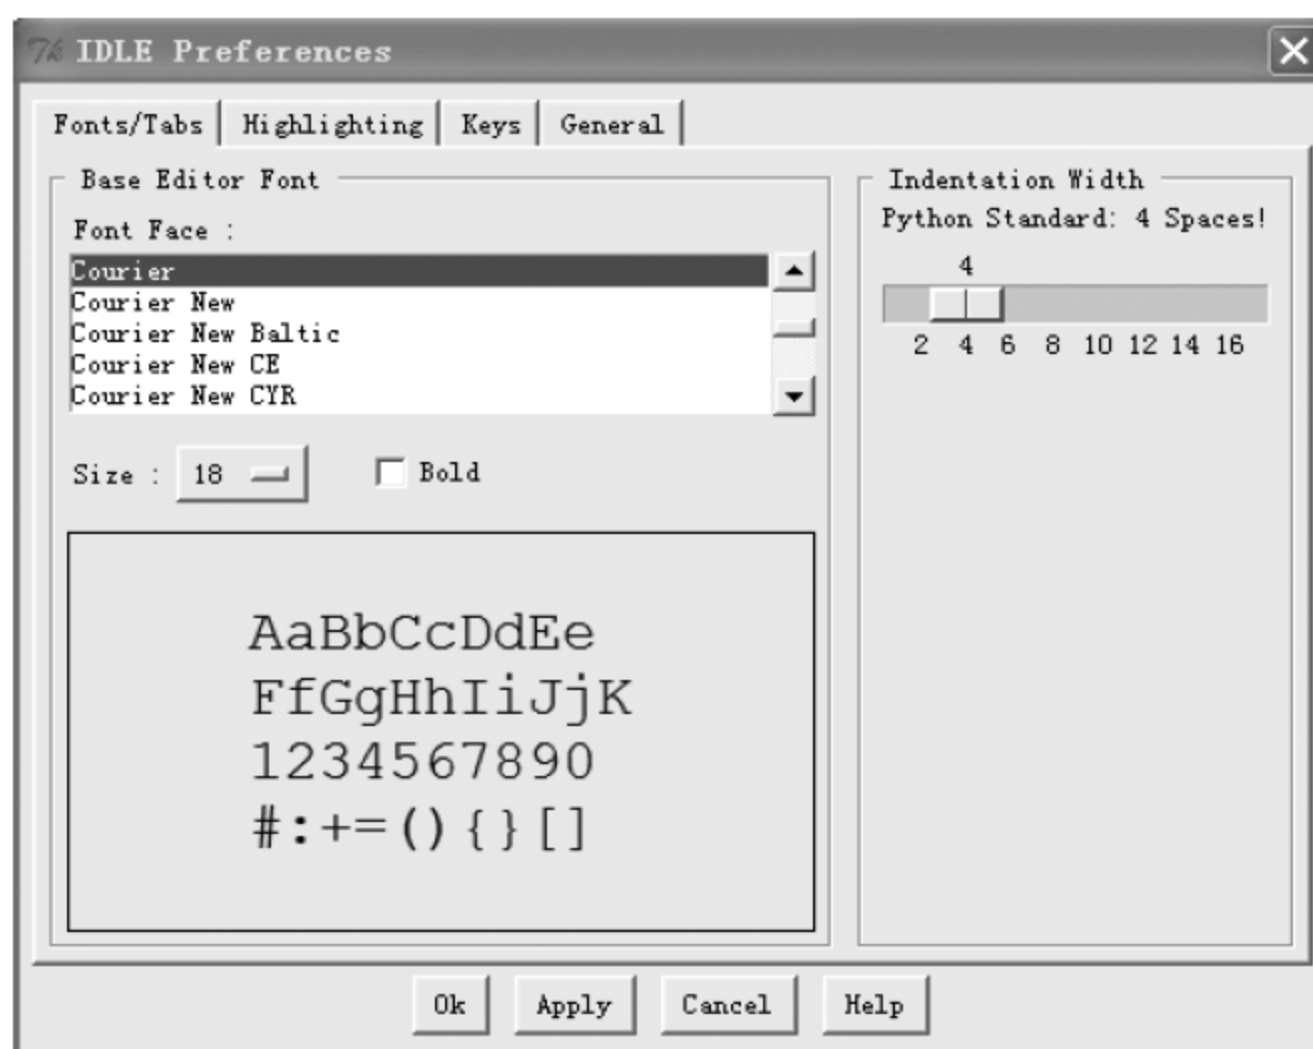 7% IDLE Preferences
Fonts/Tabs Highlighting Keys General
Base Editor Font
Font Face :
Courier
Courier New
Courier New Baltic
Courier New CE
Courier New CYR
Size : 18 Bold
AaBbCcDdEe
FfGgHhIiJjK
1234567890
#:+=(){}[]
Indentation Width
Python Standard: 4 Spaces!
4
2 4 6 8 10 12 14 16
Ok Apply Cancel Help